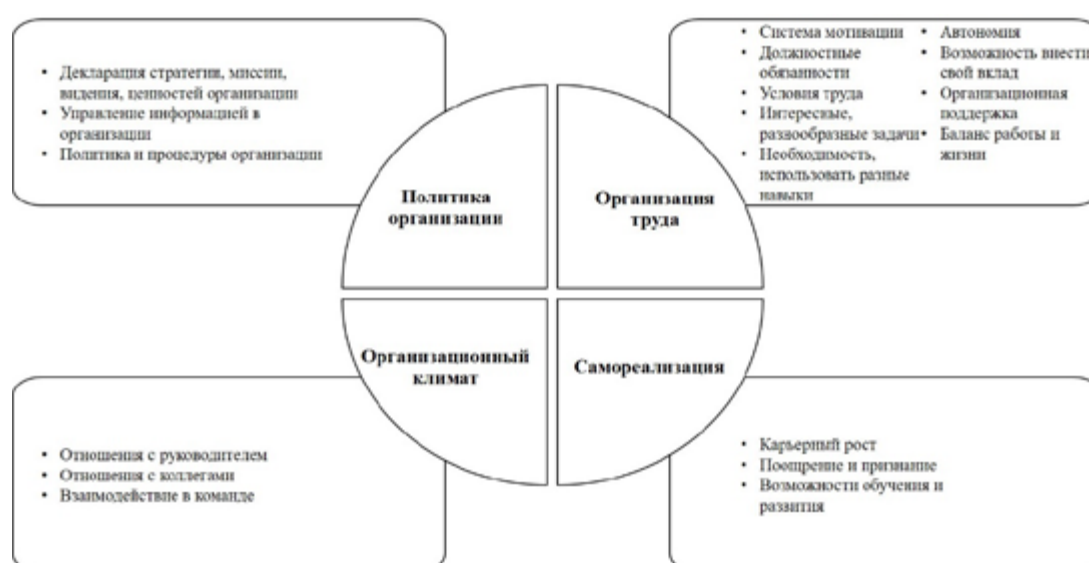 • Декларация стратегия, миссии,
видения, ценностей организации
• Управление информацией в
организации
• Политика и процедуры организации
• Система мотивации
• Должностные
обязанности
• Условия труда
• Интересные,
разнообразные задачи
• Необходимость,
использовать разные
навыки
• Автономия
• Возможность внести
свой вклад
• Организационная
поддержка
• Баланс работы и
жизни
Политика
организации
Организация
труда
Организационный
климат
Самореализация
• Отношения с руководителем
• Отношения с коллегами
• Взаимодействие в команде
• Карьерный рост
• Поощрение и признание
• Возможности обучения и
развития